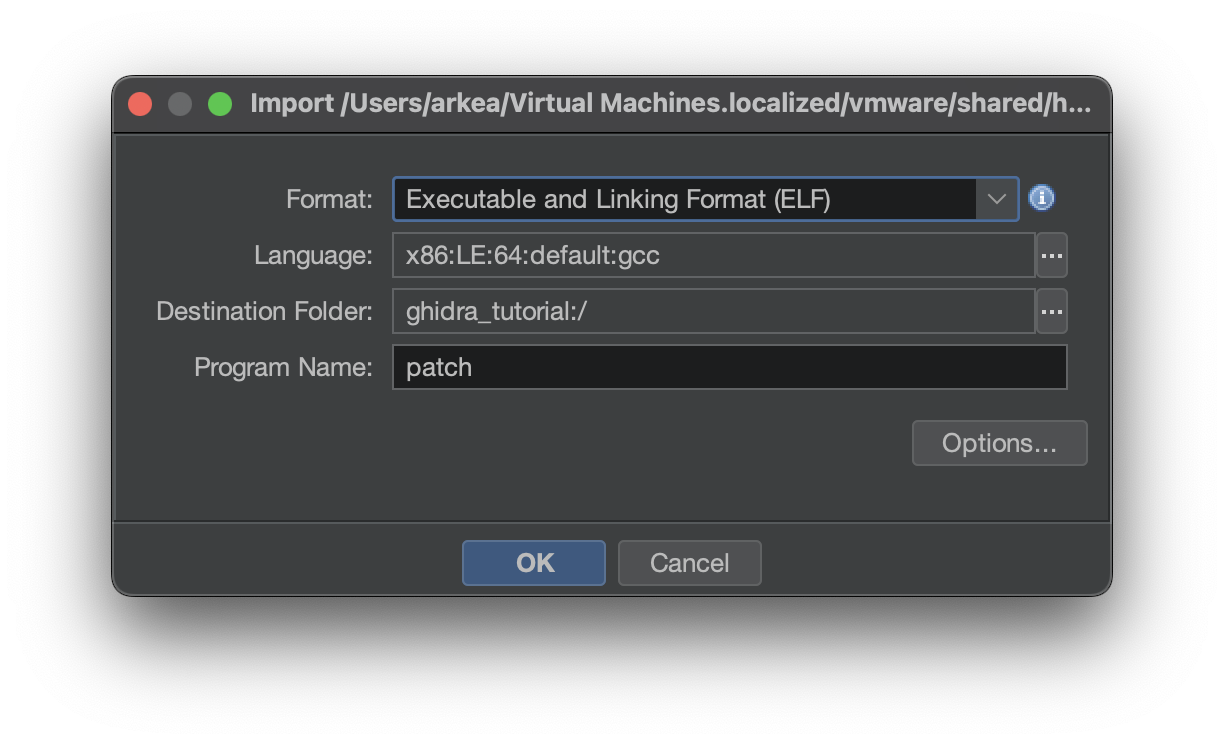 Import /Users/arkea/Virtual Machines.localized/vmware/shared/h...
Format: Executable and Linking Format (ELF)
Language: x86:LE:64:default:gcc ...
Destination Folder: ghidra_tutorial:/ ...
Program Name: patch
Options...
OK Cancel